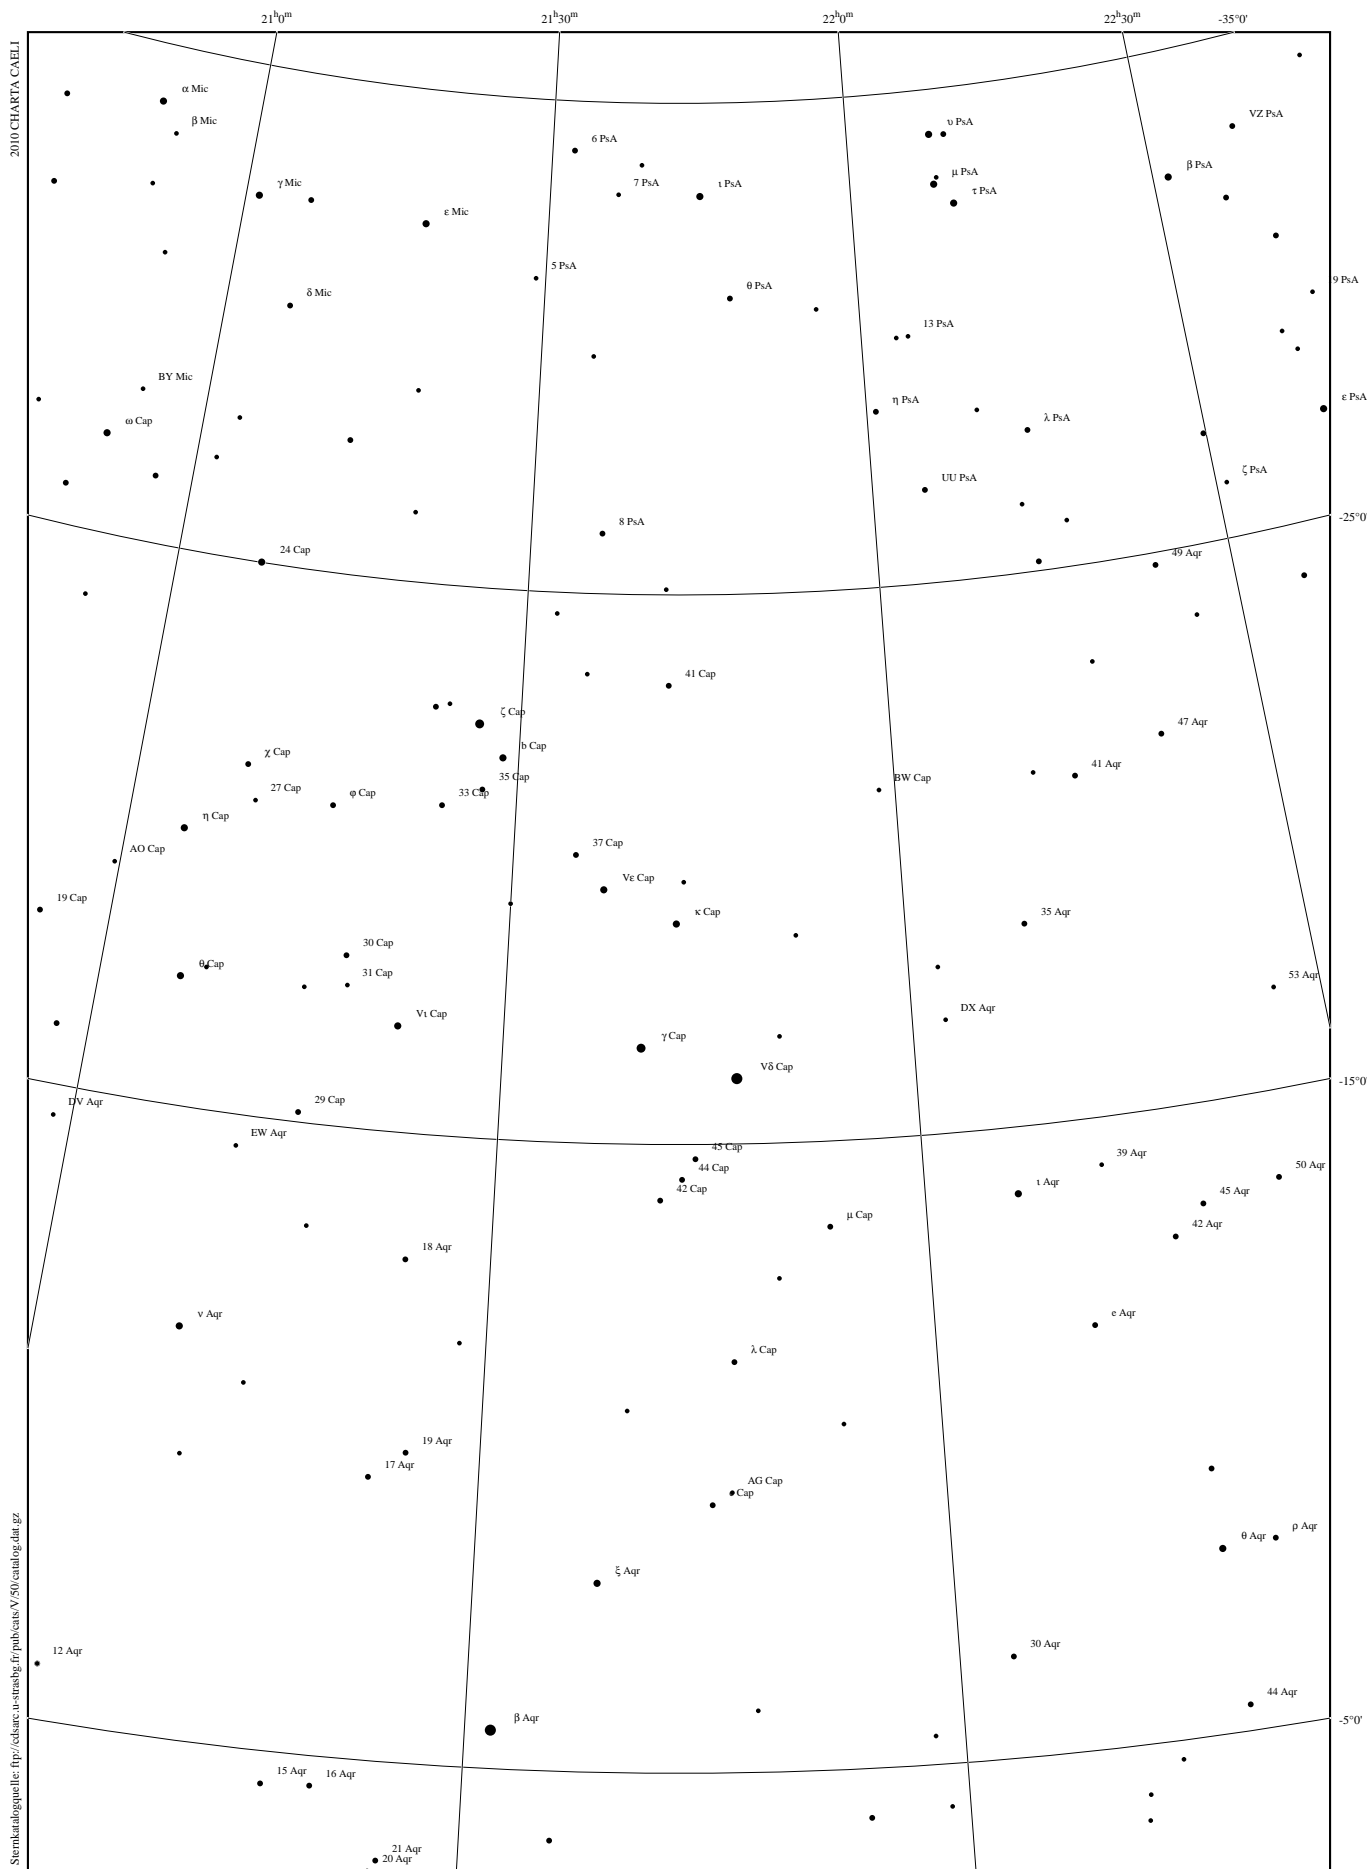 21h0m 21h30m 22h0m 22h30m -35°0'
2010 CHARTA CAELI
α Mic
VZ PsA
β Mic
υ PsA
6 PsA
β PsA
μ PsA
γ Mic
7 PsA
ι PsA
τ PsA
ε Mic
5 PsA
9 PsA
θ PsA
δ Mic
13 PsA
BY Mic
ε PsA
η PsA
ω Cap
λ PsA
ζ PsA
UU PsA
-25°0'
8 PsA
24 Cap
49 Aqr
41 Cap
ζ Cap
47 Aqr
b Cap
χ Cap
41 Aqr
35 Cap
BW Cap
27 Cap
φ Cap
33 Cap
η Cap
37 Cap
AO Cap
Vε Cap
19 Cap
κ Cap
35 Aqr
30 Cap
θ Cap
31 Cap
53 Aqr
DX Aqr
Vι Cap
γ Cap
Vδ Cap
-15°0'
DV Aqr
29 Cap
EW Aqr
45 Cap
39 Aqr
44 Cap
50 Aqr
ι Aqr
42 Cap
45 Aqr
μ Cap
42 Aqr
18 Aqr
ν Aqr
e Aqr
λ Cap
19 Aqr
17 Aqr
AG Cap
Cap
ρ Aqr
θ Aqr
ξ Aqr
30 Aqr
12 Aqr
44 Aqr
β Aqr
-5°0'
15 Aqr
16 Aqr
21 Aqr
20 Aqr
Sternkatalogquelle: ftp://cdsarc.u-strasbg.fr/pub/cats/V/50/catalog.dat.gz